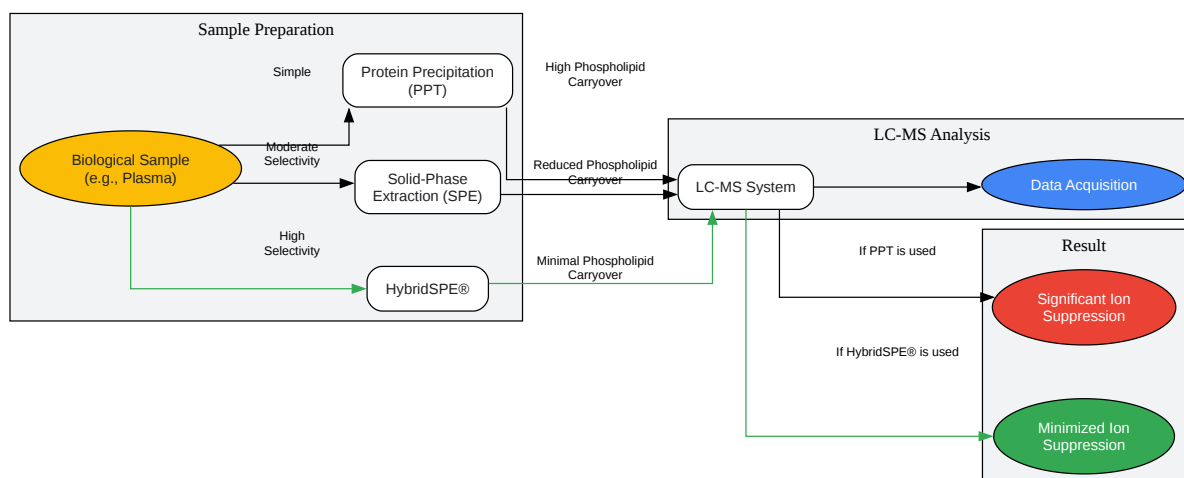 Sample Preparation
Simple
Protein Precipitation
(PPT)
High Phospholipid
Carryover
Biological Sample
(e.g., Plasma)
Moderate
Selectivity
Solid-Phase
Extraction (SPE)
Reduced Phospholipid
Carryover
High
Selectivity
HybridSPE®
Minimal Phospholipid
Carryover
LC-MS Analysis
LC-MS System
Data Acquisition
Result
If PPT is used
Significant Ion
Suppression
If HybridSPE® is used
Minimized Ion
Suppression